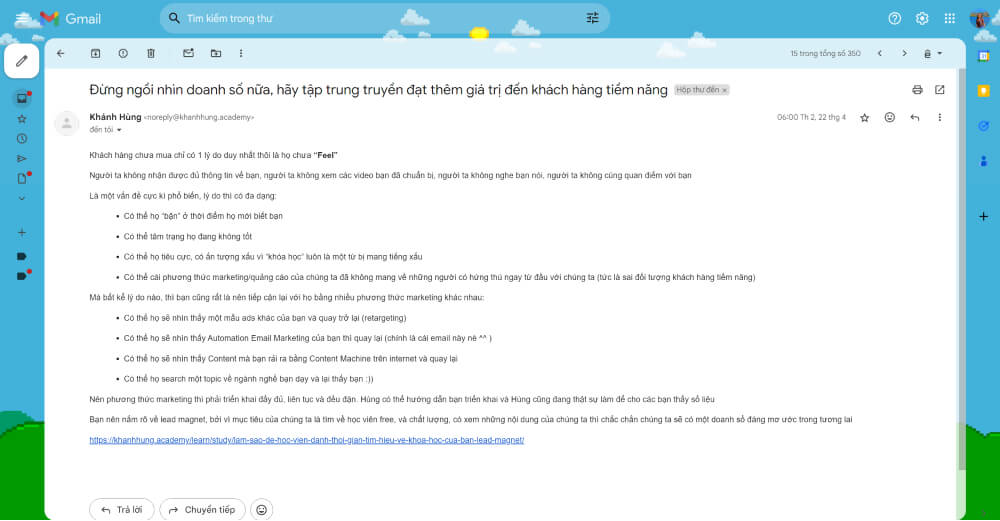 Gmail
Tìm kiếm trong thư
15 trong tổng số 350
Đừng ngồi nhìn doanh số nữa, hãy tập trung truyền đạt thêm giá trị đến khách hàng tiềm năng
Hộp thư đến ×
Khánh Hùng <noreply@khanhhung.academy>
06:00 Th 2, 22 thg 4
đến tôi
Khách hàng chưa mua chỉ có 1 lý do duy nhất thôi là họ chưa “Feel”
Người ta không nhận được đủ thông tin về bạn, người ta không xem các video bạn đã chuẩn bị, người ta không nghe bạn nói, người ta không cùng quan điểm với bạn
Là một vấn đề cực kì phổ biến, lý do thì có đa dạng:
• Có thể họ “bận” ở thời điểm họ mới biết bạn
• Có thể tâm trạng họ đang không tốt
• Có thể họ tiêu cực, có ấn tượng xấu vì “khóa học” luôn là một từ bị mang tiếng xấu
• Có thể cái phương thức marketing/quảng cáo của chúng ta đã không mang về những người có hứng thú ngay từ đầu với chúng ta (tức là sai đối tượng khách hàng tiềm năng)
Mà bất kể lý do nào, thì bạn cũng rất là nên tiếp cận lại với họ bằng nhiều phương thức marketing khác nhau:
• Có thể họ sẽ nhìn thấy một mẫu ads khác của bạn và quay trở lại (retargeting)
• Có thể họ sẽ nhìn thấy Automation Email Marketing của bạn thì quay lại (chính là cái email này nè ^^ )
• Có thể họ sẽ nhìn thấy Content mà bạn rải ra bằng Content Machine trên internet và quay lại
• Có thể họ search một topic về ngành nghề bạn dạy và lại thấy bạn :))
Nên phương thức marketing thì phải triển khai đầy đủ, liên tục và đều đặn. Hùng có thể hướng dẫn bạn triển khai và Hùng cũng đang thật sự làm để cho các bạn thấy số liệu
Bạn nên nắm rõ về lead magnet, bởi vì mục tiêu của chúng ta là tìm về học viên free, và chất lượng, có xem những nội dung của chúng ta thì chắc chắn chúng ta sẽ có một doanh số đáng mơ ước trong tương lai
https://khanhhung.academy/learn/study/lam-sao-de-hoc-vien-danh-thoi-gian-tim-hieu-ve-khoa-hoc-cua-ban-lead-magnet/
Trả lời
Chuyển tiếp